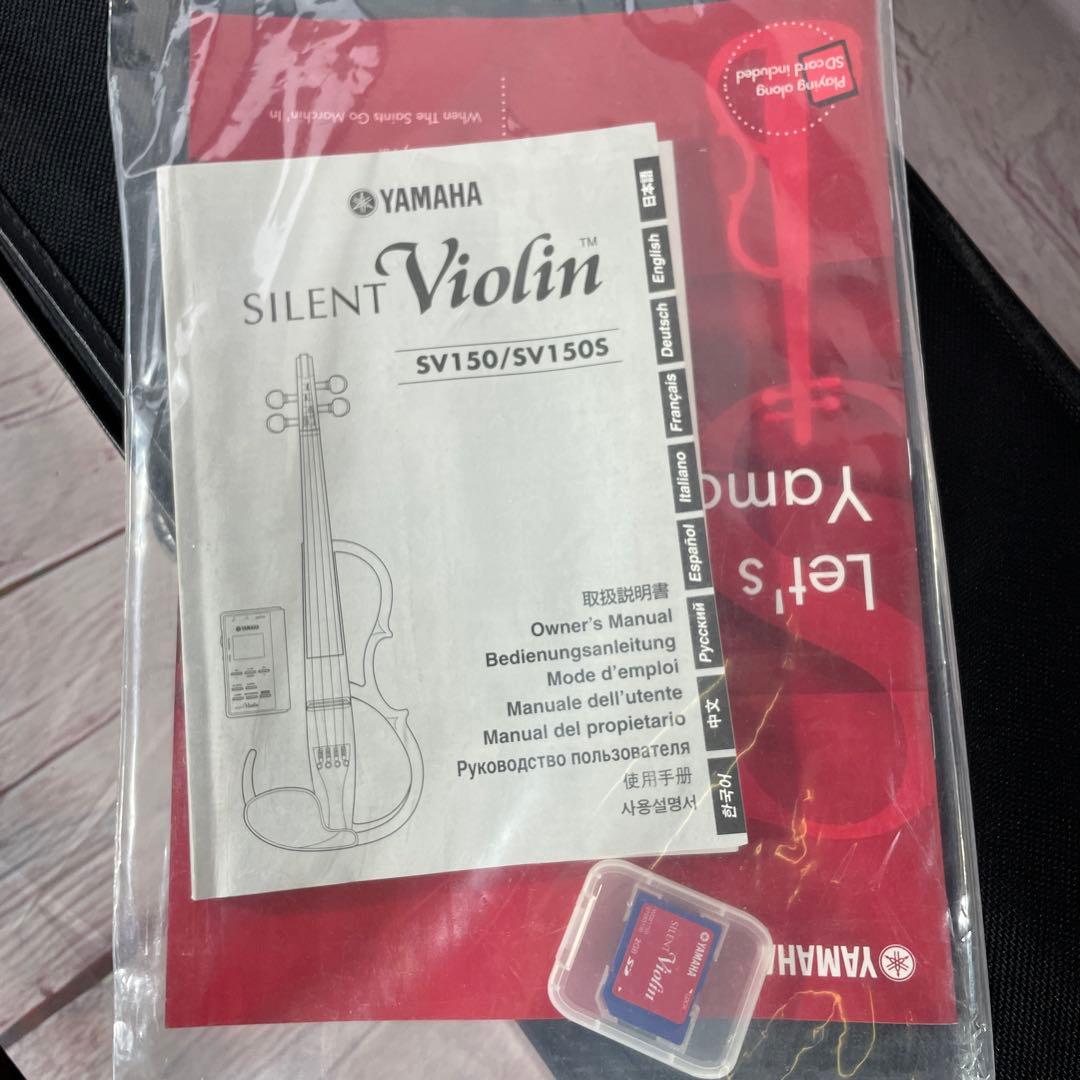 YAMAHA
SILENT Violin™
SV150/SV150S
日本語
English
Deutsch
Français
Italiano
Español
Русский
中文
한국어
取扱説明書
Owner's Manual
Bedienungsanleitung
Mode d'emploi
Manuale dell'utente
Manual del propietario
Руководство пользователя
使用手册
사용설명서
YAMAHA
Playing along
SD card included
When The Saints Go Marchin' In
Let's
YAMAHA
YAMAHA
SILENT Violin
2GB
LOCK